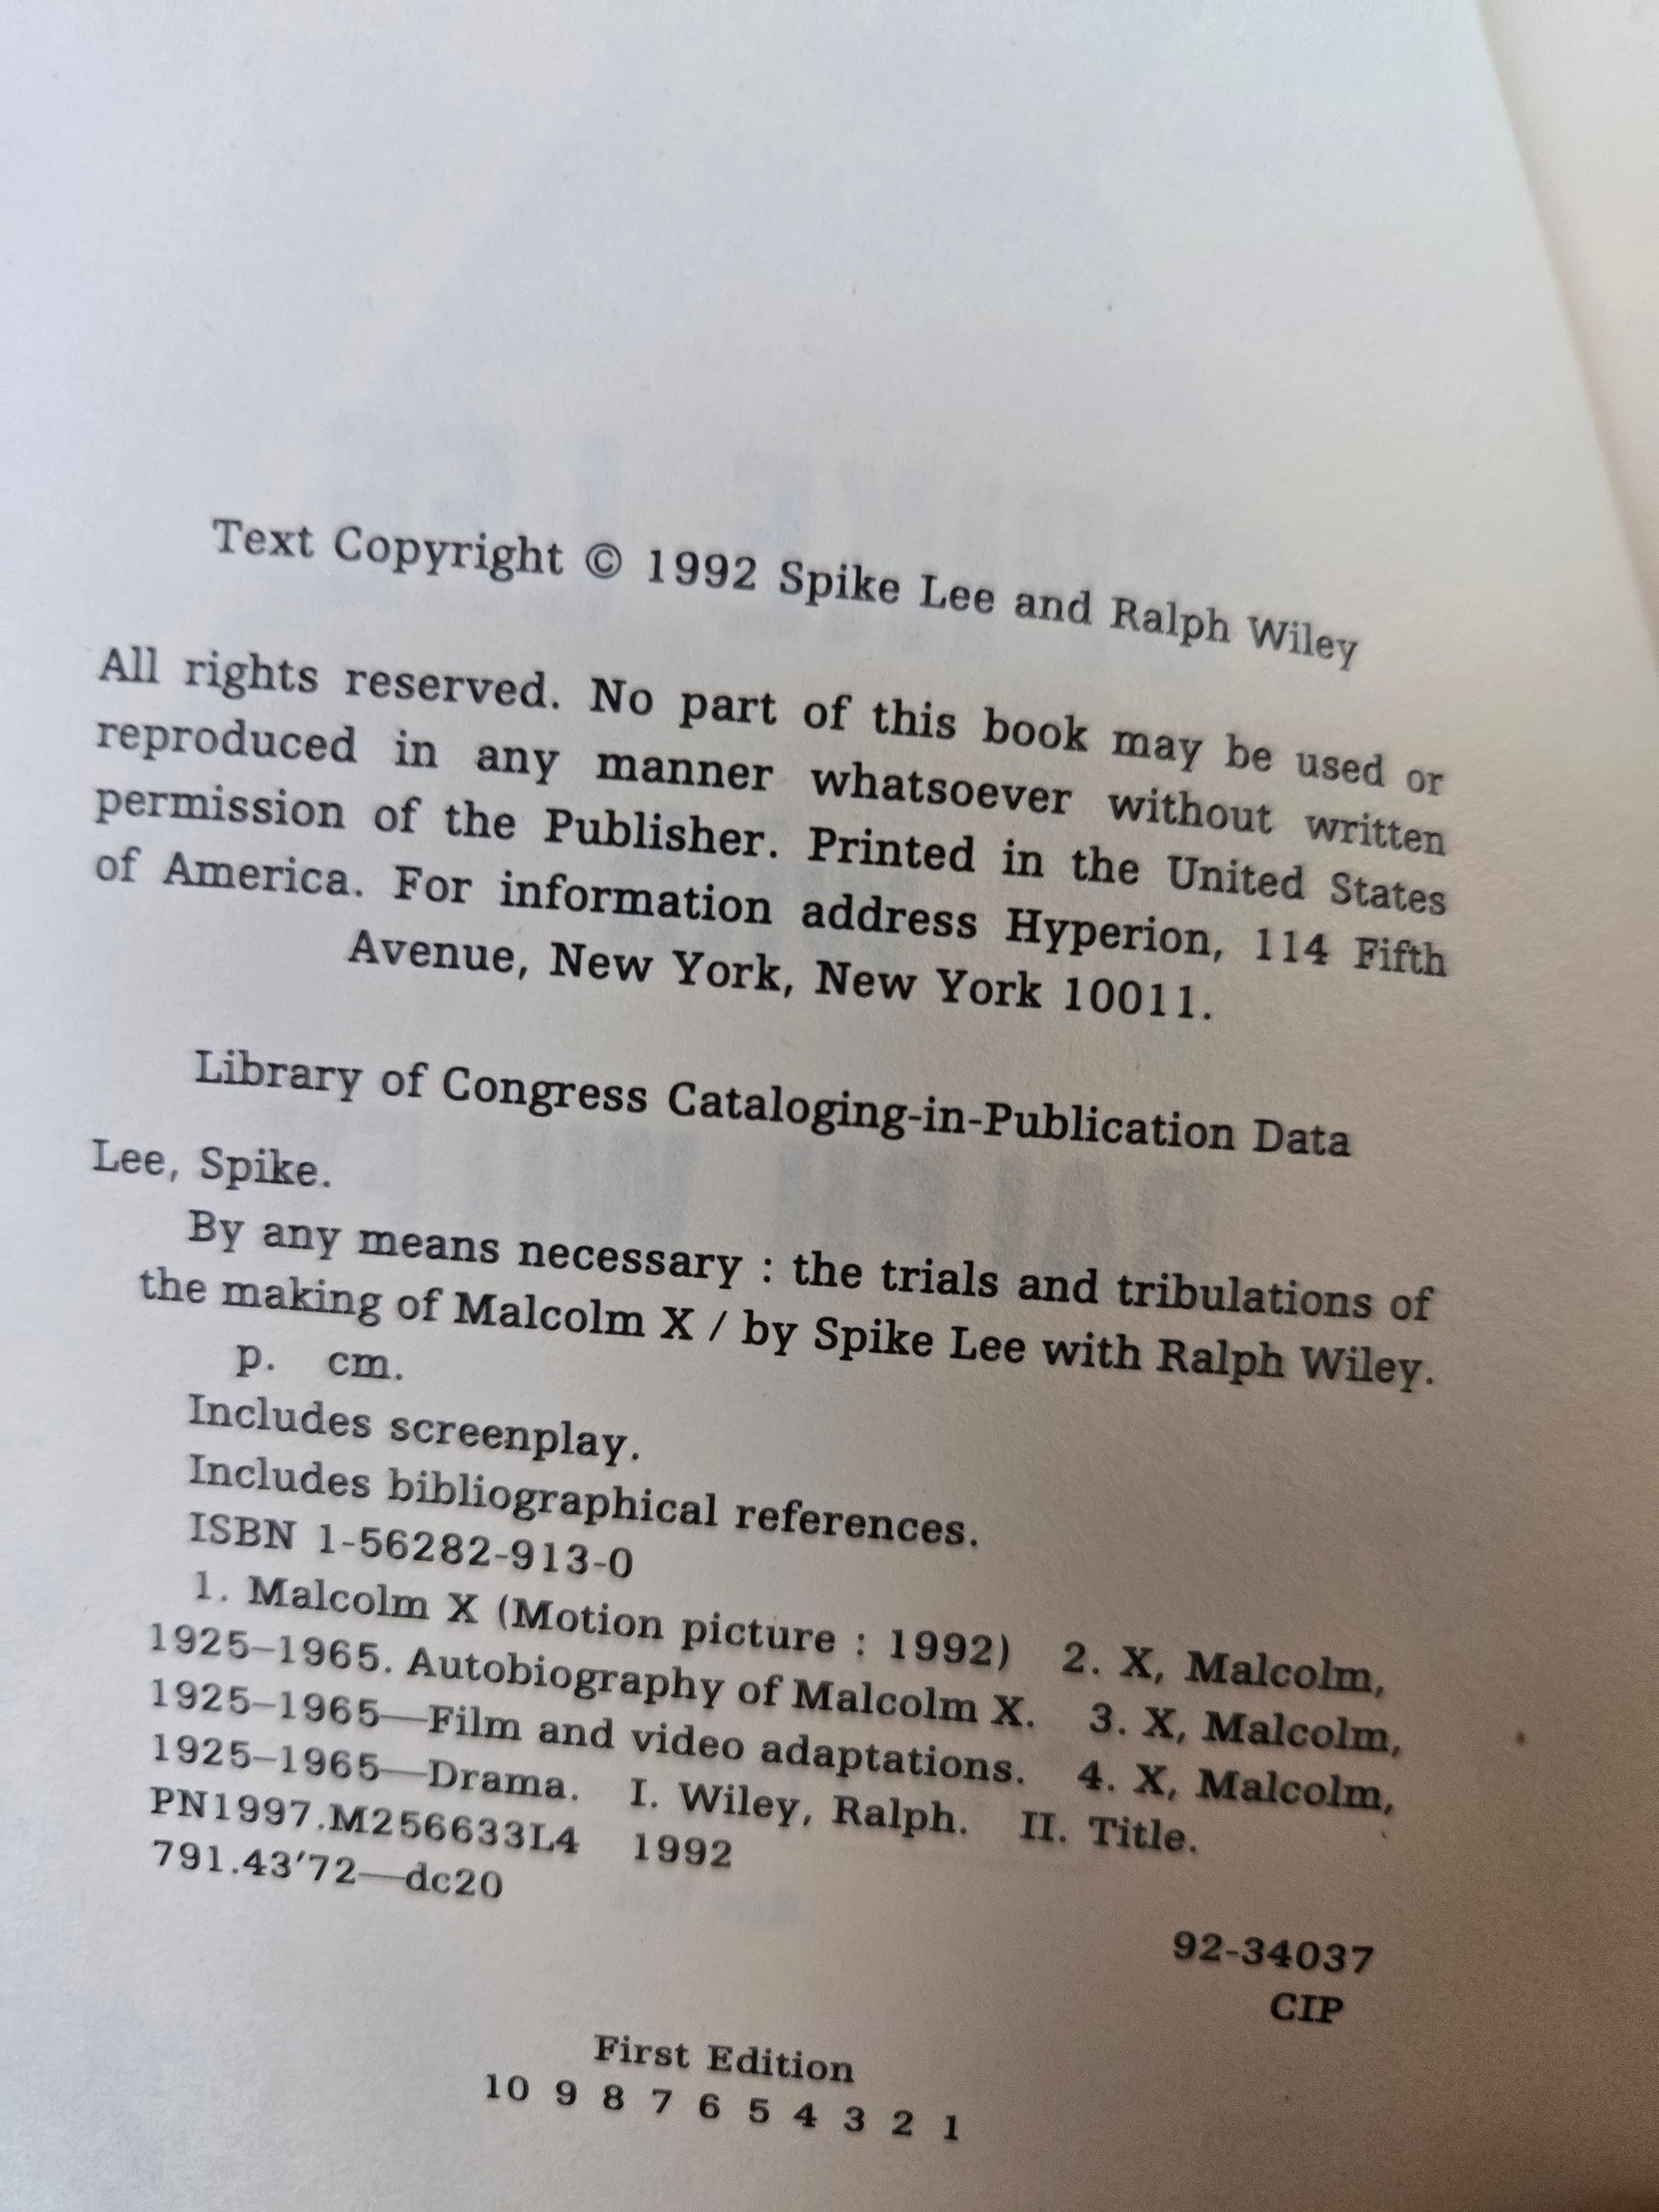 Text Copyright © 1992 Spike Lee and Ralph Wiley
All rights reserved. No part of this book may be used or
reproduced in any manner whatsoever without written
permission of the Publisher. Printed in the United States
of America. For information address Hyperion, 114 Fifth
Avenue, New York, New York 10011.
Library of Congress Cataloging-in-Publication Data
Lee, Spike.
By any means necessary : the trials and tribulations of
the making of Malcolm X / by Spike Lee with Ralph Wiley.
p. cm.
Includes screenplay.
Includes bibliographical references.
ISBN 1-56282-913-0
1. Malcolm X (Motion picture : 1992) 2. X, Malcolm,
1925–1965. Autobiography of Malcolm X. 3. X, Malcolm,
1925–1965—Film and video adaptations. 4. X, Malcolm,
1925–1965—Drama. I. Wiley, Ralph. II. Title.
PN1997.M256633L4 1992
791.43′72—dc20
92-34037
CIP
First Edition
10 9 8 7 6 5 4 3 2 1